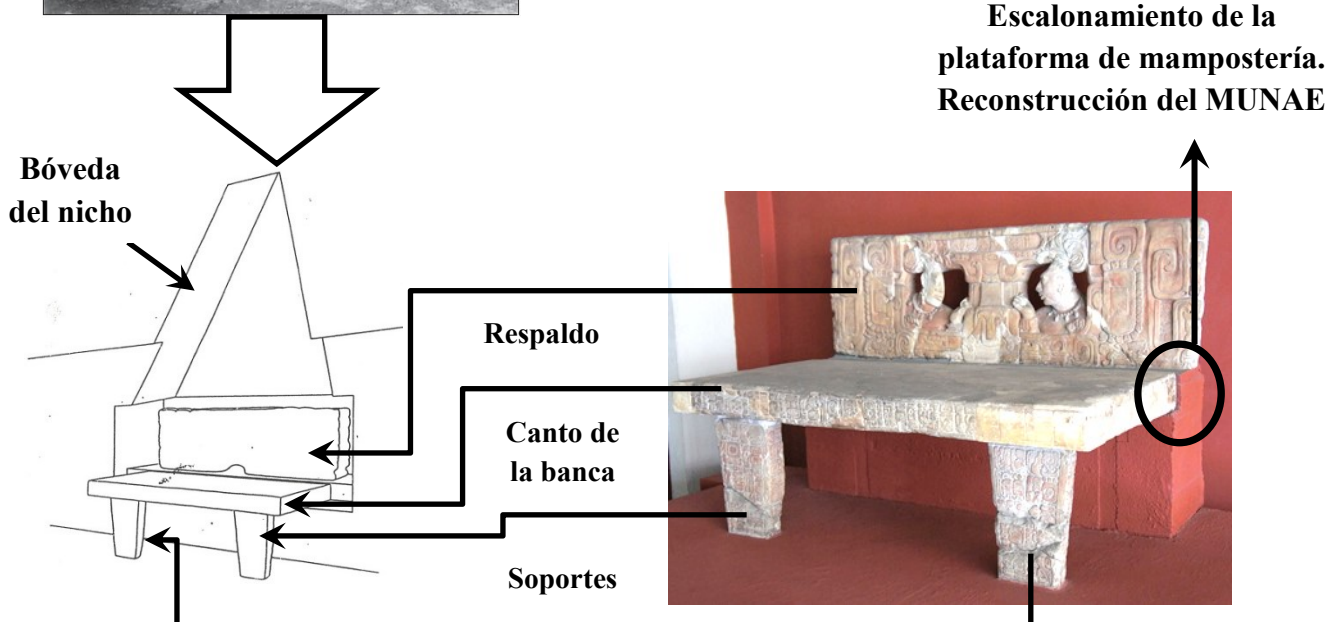 Escalonamiento de la
plataforma de mampostería.
Reconstrucción del MUNAE
Bóveda
del nicho
Respaldo
Canto de
la banca
Soportes